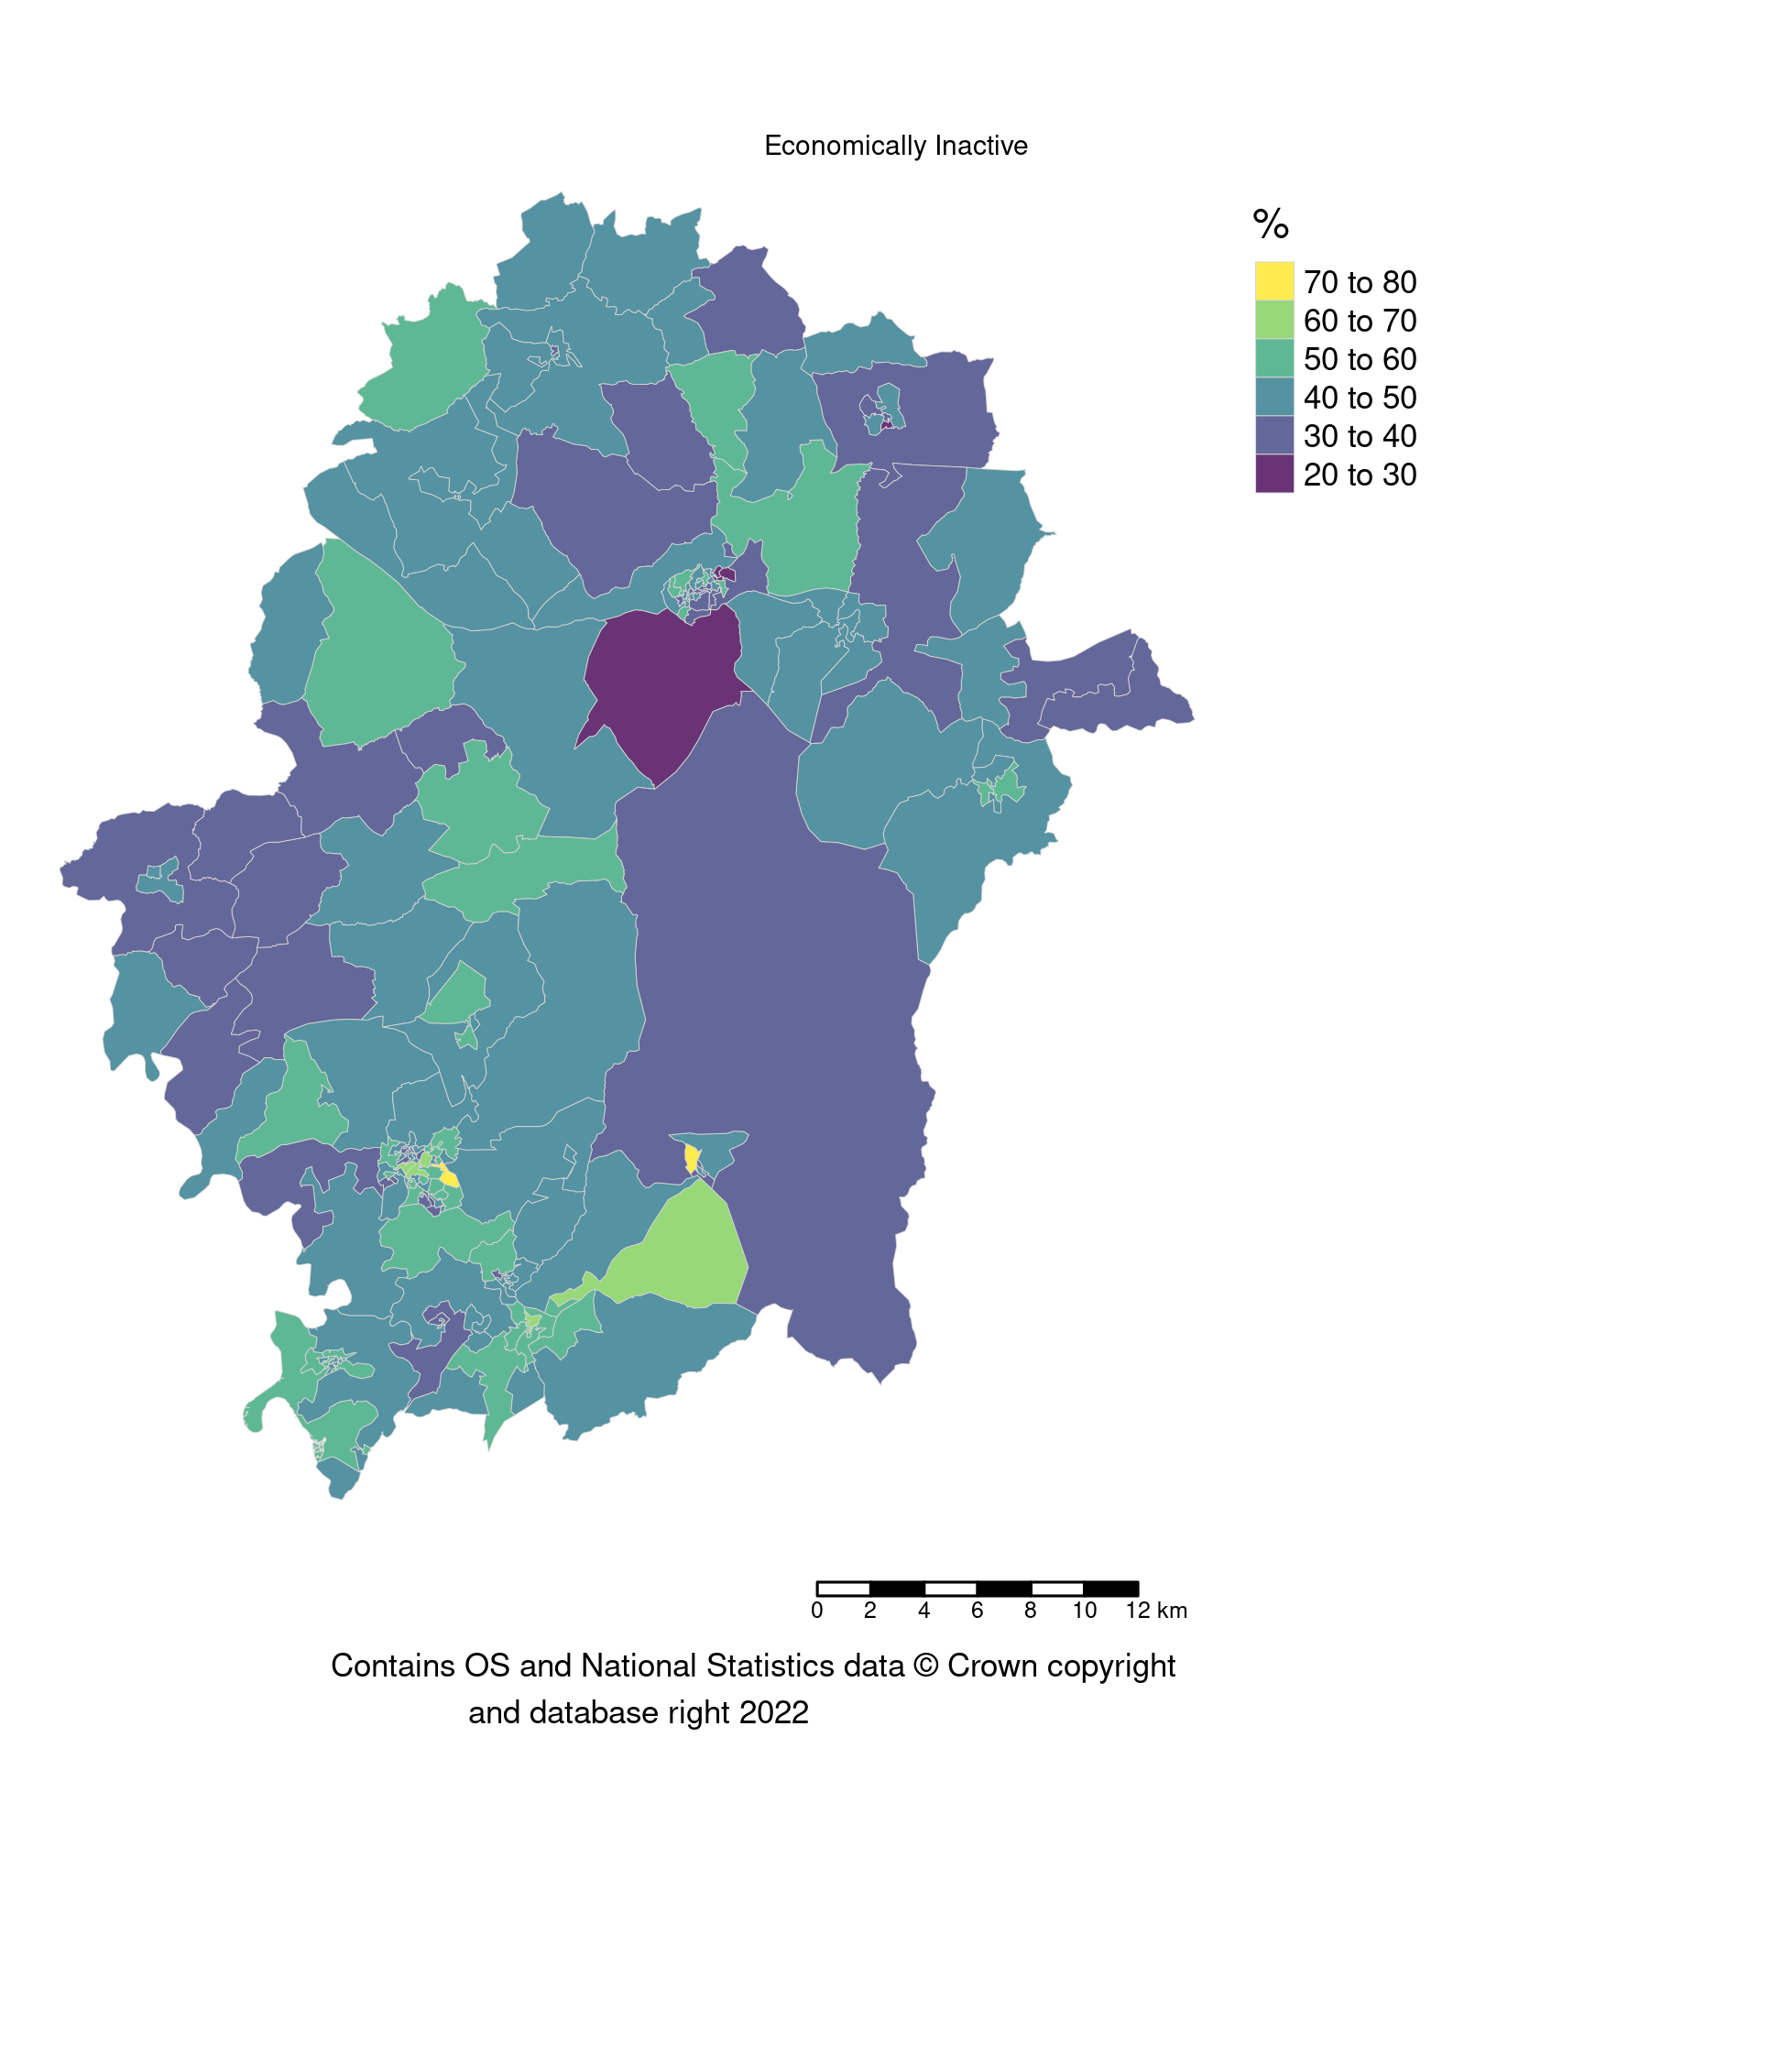 Economically Inactive
%
70 to 80
60 to 70
50 to 60
40 to 50
30 to 40
20 to 30
0 2 4 6 8 10 12 km
Contains OS and National Statistics data © Crown copyright
and database right 2022